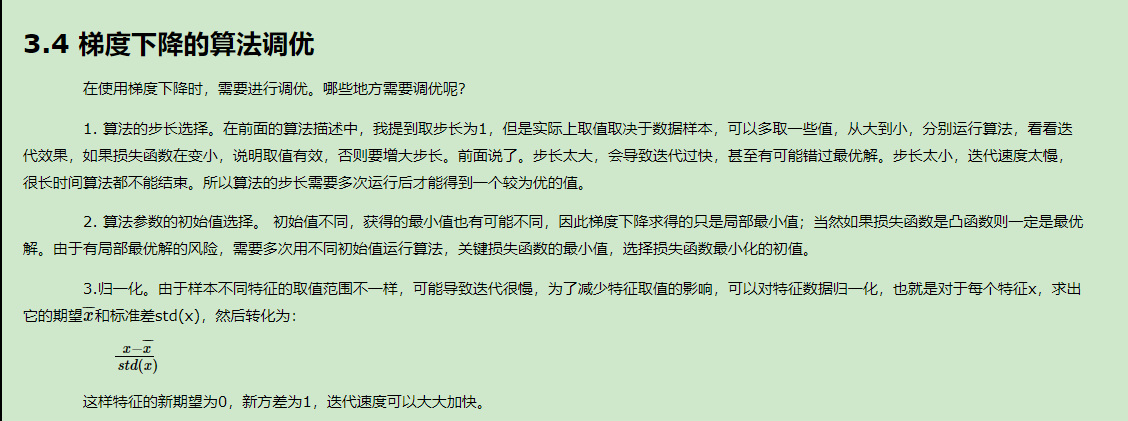 3.4 梯度下降的算法调优
在使用梯度下降时，需要进行调优。哪些地方需要调优呢？
1. 算法的步长选择。在前面的算法描述中，我提到取步长为1，但是实际上取值取决于数据样本，可以多取一些值，从大到小，分别运行算法，看看迭
代效果，如果损失函数在变小，说明取值有效，否则要增大步长。前面说了。步长太大，会导致迭代过快，甚至有可能错过最优解。步长太小，迭代速度太慢，
很长时间算法都不能结束。所以算法的步长需要多次运行后才能得到一个较为优的值。
2. 算法参数的初始值选择。 初始值不同，获得的最小值也有可能不同，因此梯度下降求得的只是局部最小值；当然如果损失函数是凸函数则一定是最优
解。由于有局部最优解的风险，需要多次用不同初始值运行算法，关键损失函数的最小值，选择损失函数最小化的初值。
3.归一化。由于样本不同特征的取值范围不一样，可能导致迭代很慢，为了减少特征取值的影响，可以对特征数据归一化，也就是对于每个特征x，求出
它的期望x̅和标准差std(x)，然后转化为：
x−x̅
std(x)
这样特征的新期望为0，新方差为1，迭代速度可以大大加快。